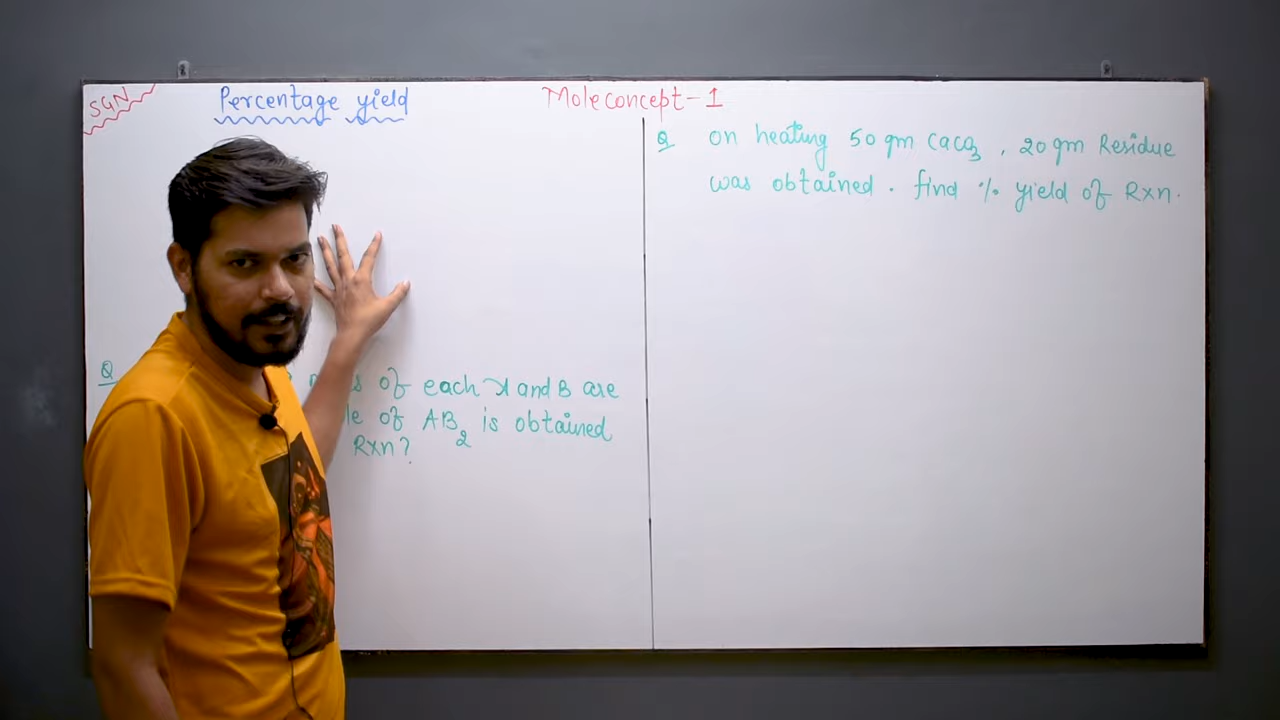 SGN
Percentage yield
Mole concept-1
Q of each A and B are
of AB2 is obtained
Rxn?
Q on heating 50 gm CaCO3, 20 gm Residue
was obtained. find % yield of Rxn.